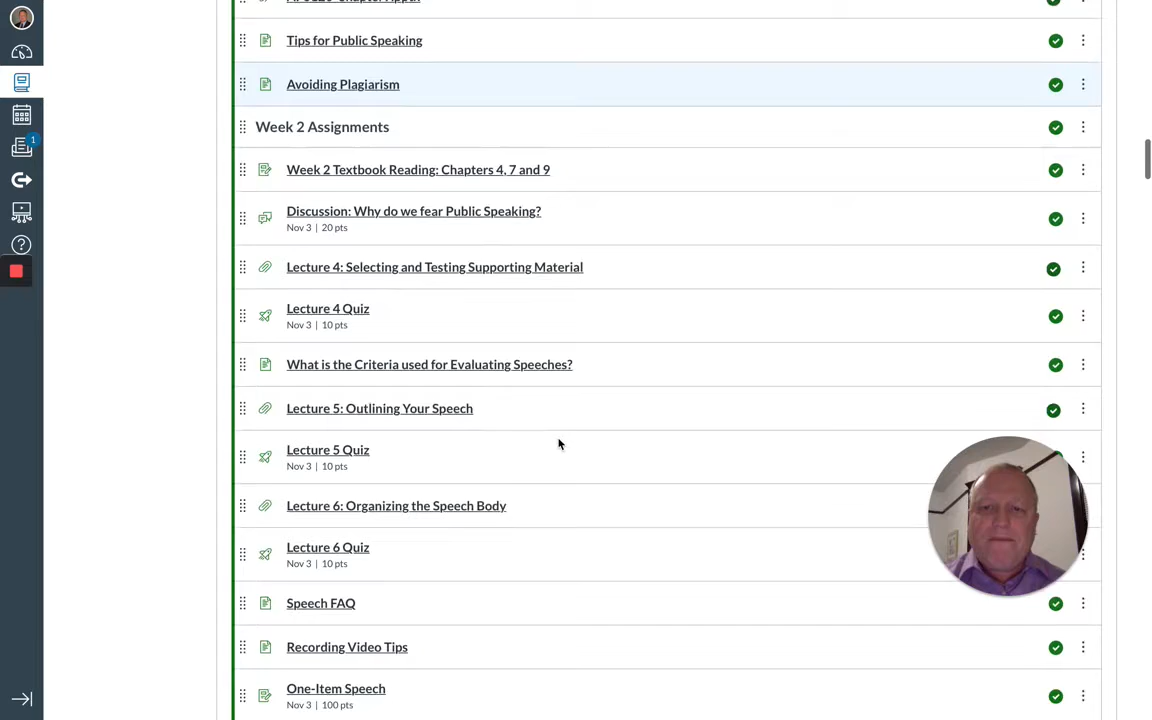 Tips for Public Speaking
Avoiding Plagiarism
1
Week 2 Assignments
Week 2 Textbook Reading: Chapters 4, 7 and 9
Discussion: Why do we fear Public Speaking?
Nov 3 | 20 pts
Lecture 4: Selecting and Testing Supporting Material
Lecture 4 Quiz
Nov 3 | 10 pts
What is the Criteria used for Evaluating Speeches?
Lecture 5: Outlining Your Speech
Lecture 5 Quiz
Nov 3 | 10 pts
Lecture 6: Organizing the Speech Body
Lecture 6 Quiz
Nov 3 | 10 pts
Speech FAQ
Recording Video Tips
One-Item Speech
Nov 3 | 100 pts